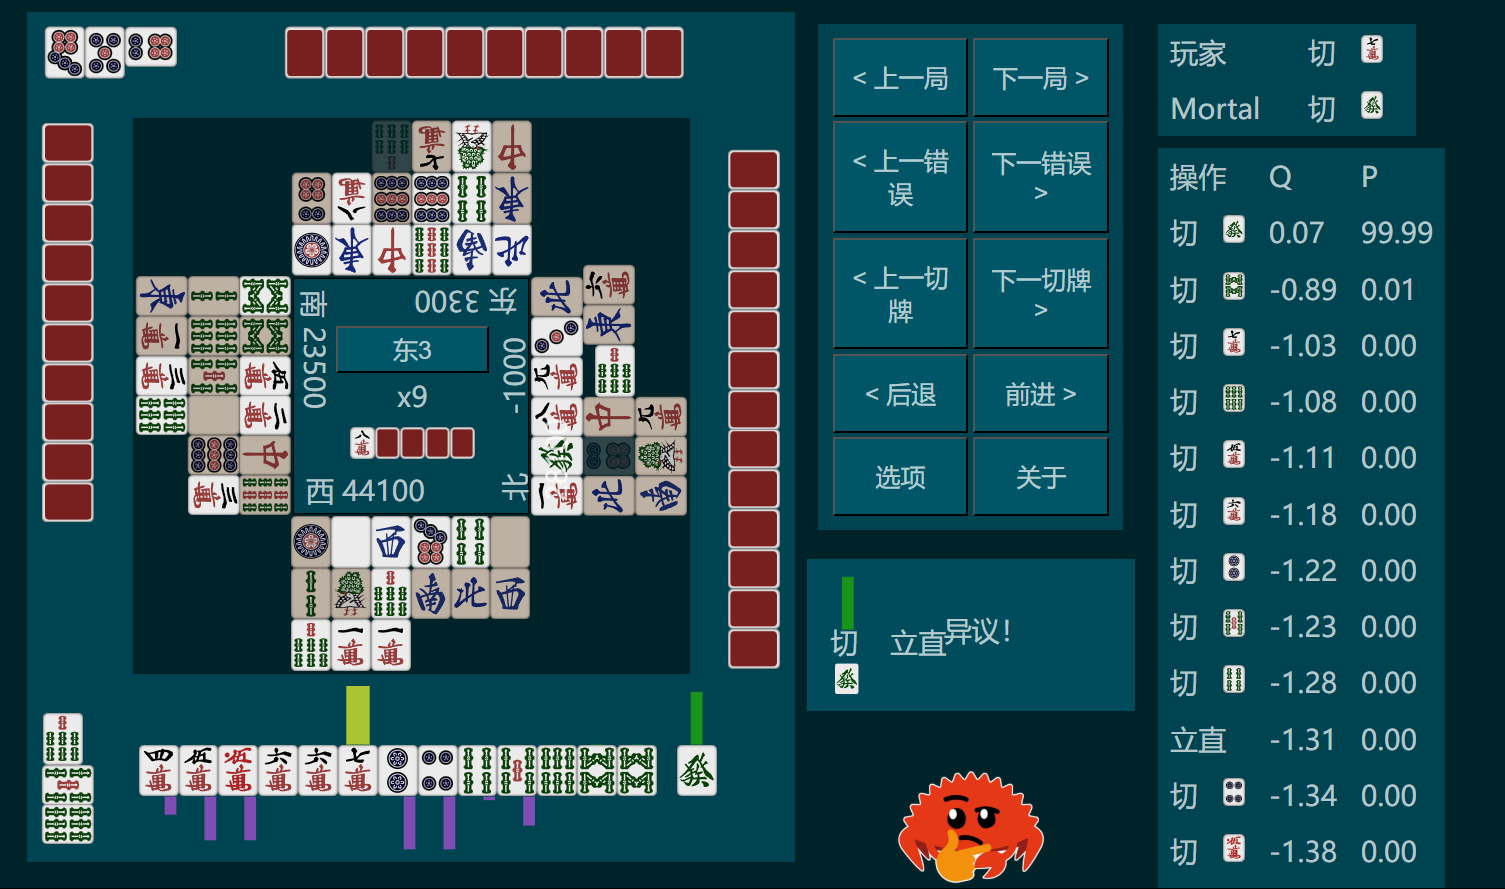 南 23500
东 3300
东3
x9
-1000
北
西 44100
< 上一局
下一局 >
< 上一错误
下一错误 >
< 上一切牌
下一切牌 >
< 后退
前进 >
选项
关于
切 立直
异议！
玩家 切
Mortal 切
操作 Q P
切 0.07 99.99
切 -0.89 0.01
切 -1.03 0.00
切 -1.08 0.00
切 -1.11 0.00
切 -1.18 0.00
切 -1.22 0.00
切 -1.23 0.00
切 -1.28 0.00
立直 -1.31 0.00
切 -1.34 0.00
切 -1.38 0.00